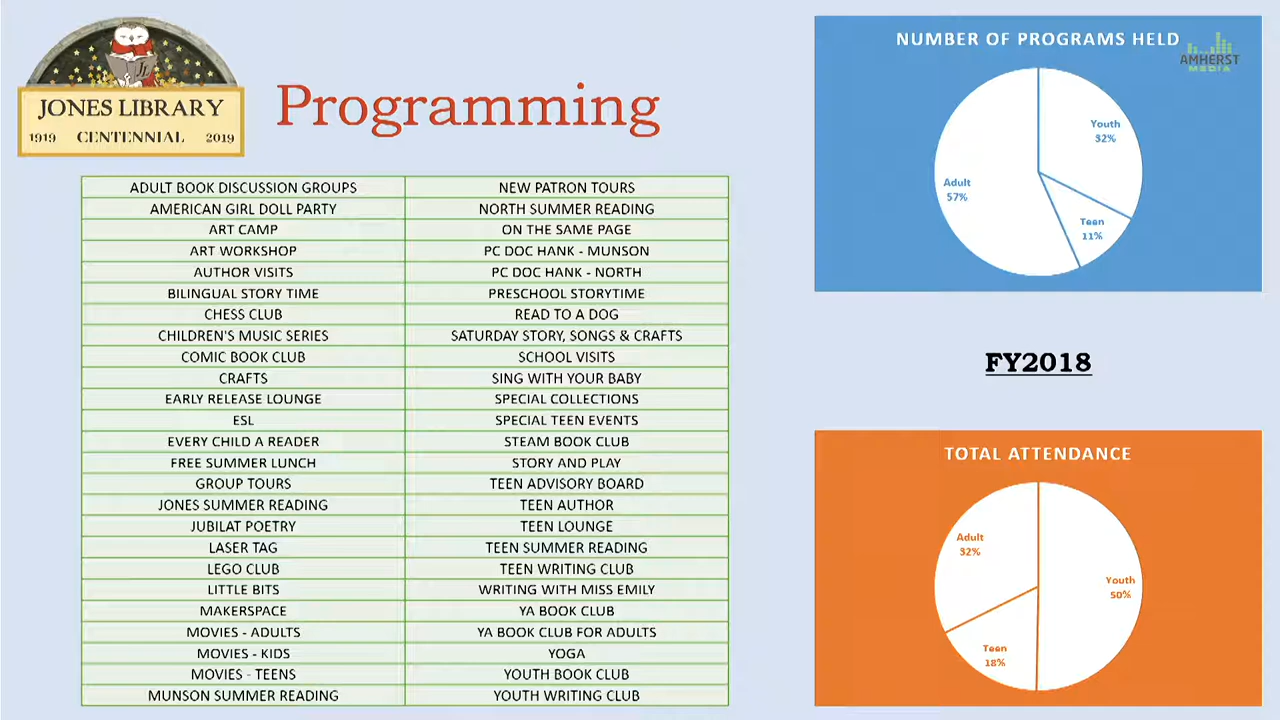 JONES LIBRARY
1919 CENTENNIAL 2019
Programming
ADULT BOOK DISCUSSION GROUPS NEW PATRON TOURS
AMERICAN GIRL DOLL PARTY NORTH SUMMER READING
ART CAMP ON THE SAME PAGE
ART WORKSHOP PC DOC HANK - MUNSON
AUTHOR VISITS PC DOC HANK - NORTH
BILINGUAL STORY TIME PRESCHOOL STORYTIME
CHESS CLUB READ TO A DOG
CHILDREN'S MUSIC SERIES SATURDAY STORY, SONGS & CRAFTS
COMIC BOOK CLUB SCHOOL VISITS
CRAFTS SING WITH YOUR BABY
EARLY RELEASE LOUNGE SPECIAL COLLECTIONS
ESL SPECIAL TEEN EVENTS
EVERY CHILD A READER STEAM BOOK CLUB
FREE SUMMER LUNCH STORY AND PLAY
GROUP TOURS TEEN ADVISORY BOARD
JONES SUMMER READING TEEN AUTHOR
JUBILAT POETRY TEEN LOUNGE
LASER TAG TEEN SUMMER READING
LEGO CLUB TEEN WRITING CLUB
LITTLE BITS WRITING WITH MISS EMILY
MAKERSPACE YA BOOK CLUB
MOVIES - ADULTS YA BOOK CLUB FOR ADULTS
MOVIES - KIDS YOGA
MOVIES - TEENS YOUTH BOOK CLUB
MUNSON SUMMER READING YOUTH WRITING CLUB
NUMBER OF PROGRAMS HELD
AMHERST
MEDIA
Youth
32%
Adult
57%
Teen
11%
FY2018
TOTAL ATTENDANCE
Adult
32%
Youth
50%
Teen
18%